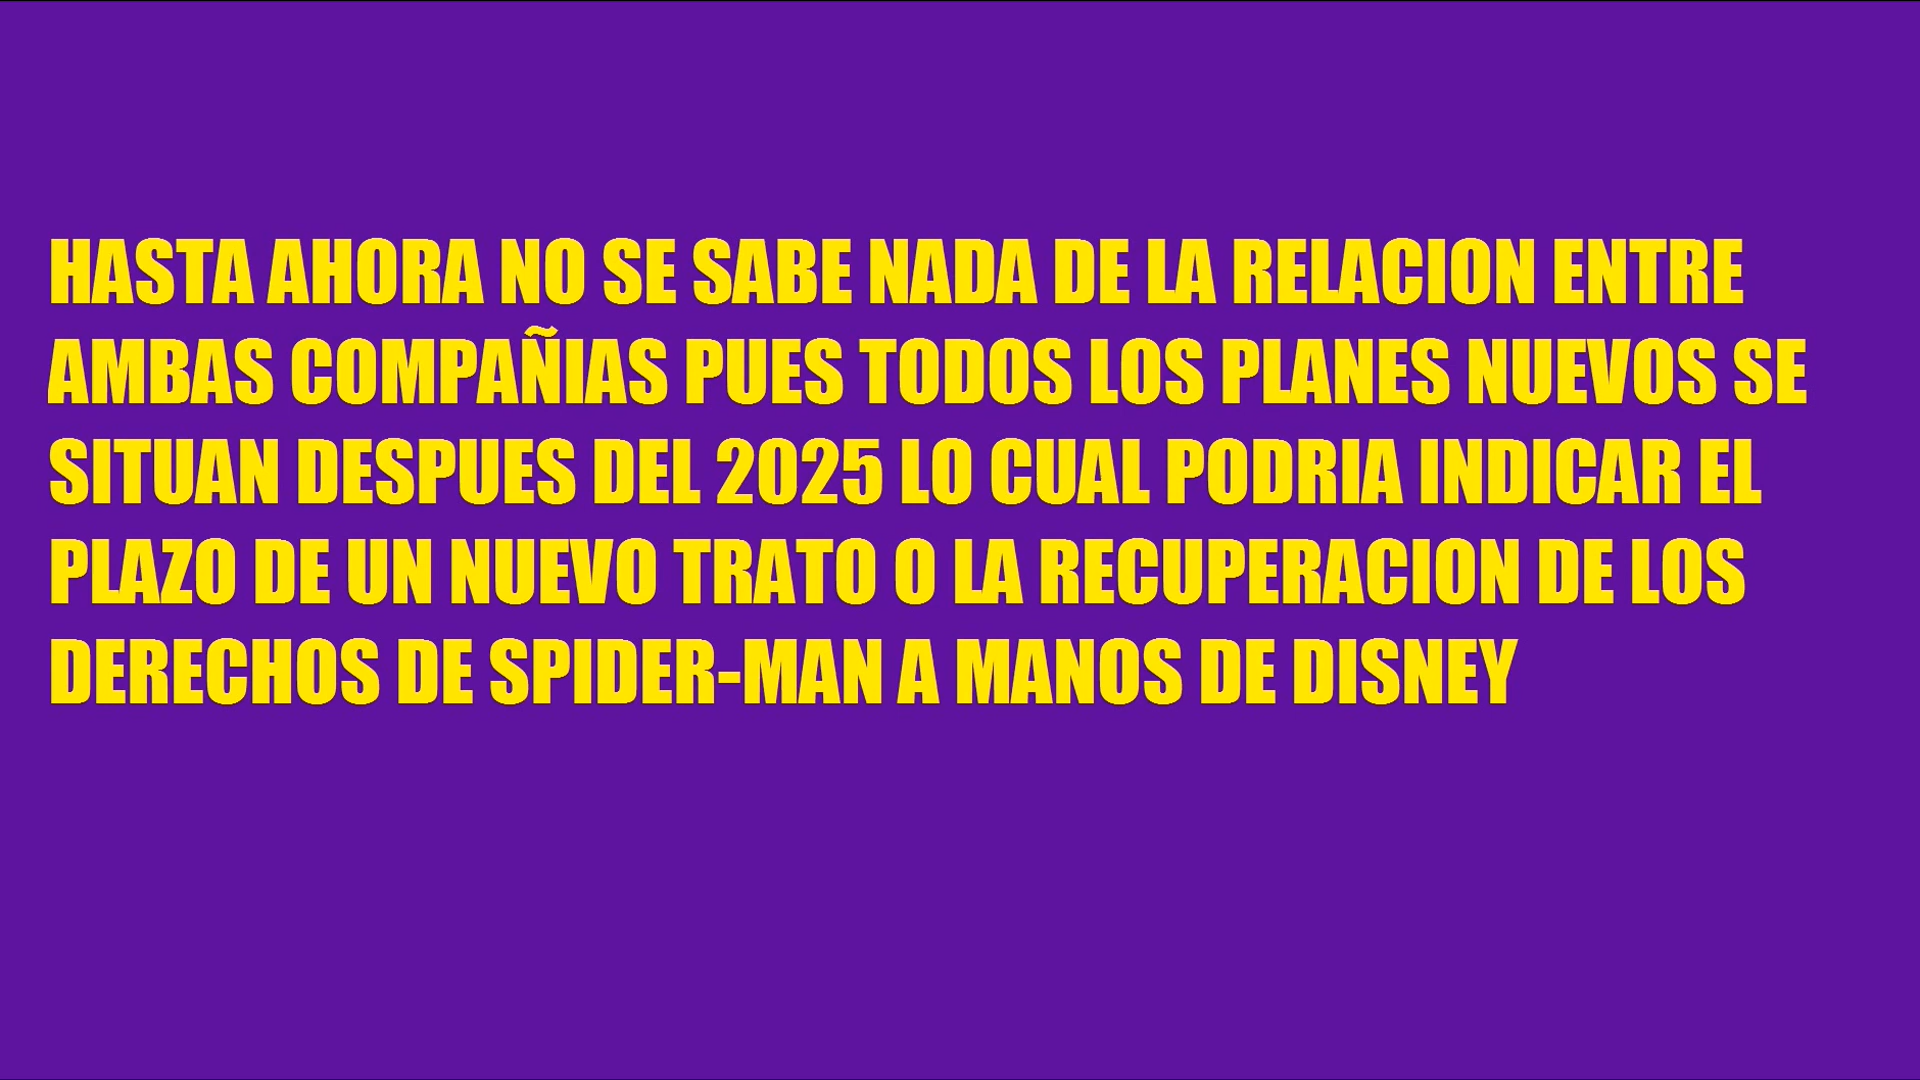 HASTA AHORA NO SE SABE NADA DE LA RELACION ENTRE
AMBAS COMPAÑIAS PUES TODOS LOS PLANES NUEVOS SE
SITUAN DESPUES DEL 2025 LO CUAL PODRIA INDICAR EL
PLAZO DE UN NUEVO TRATO O LA RECUPERACION DE LOS
DERECHOS DE SPIDER-MAN A MANOS DE DISNEY